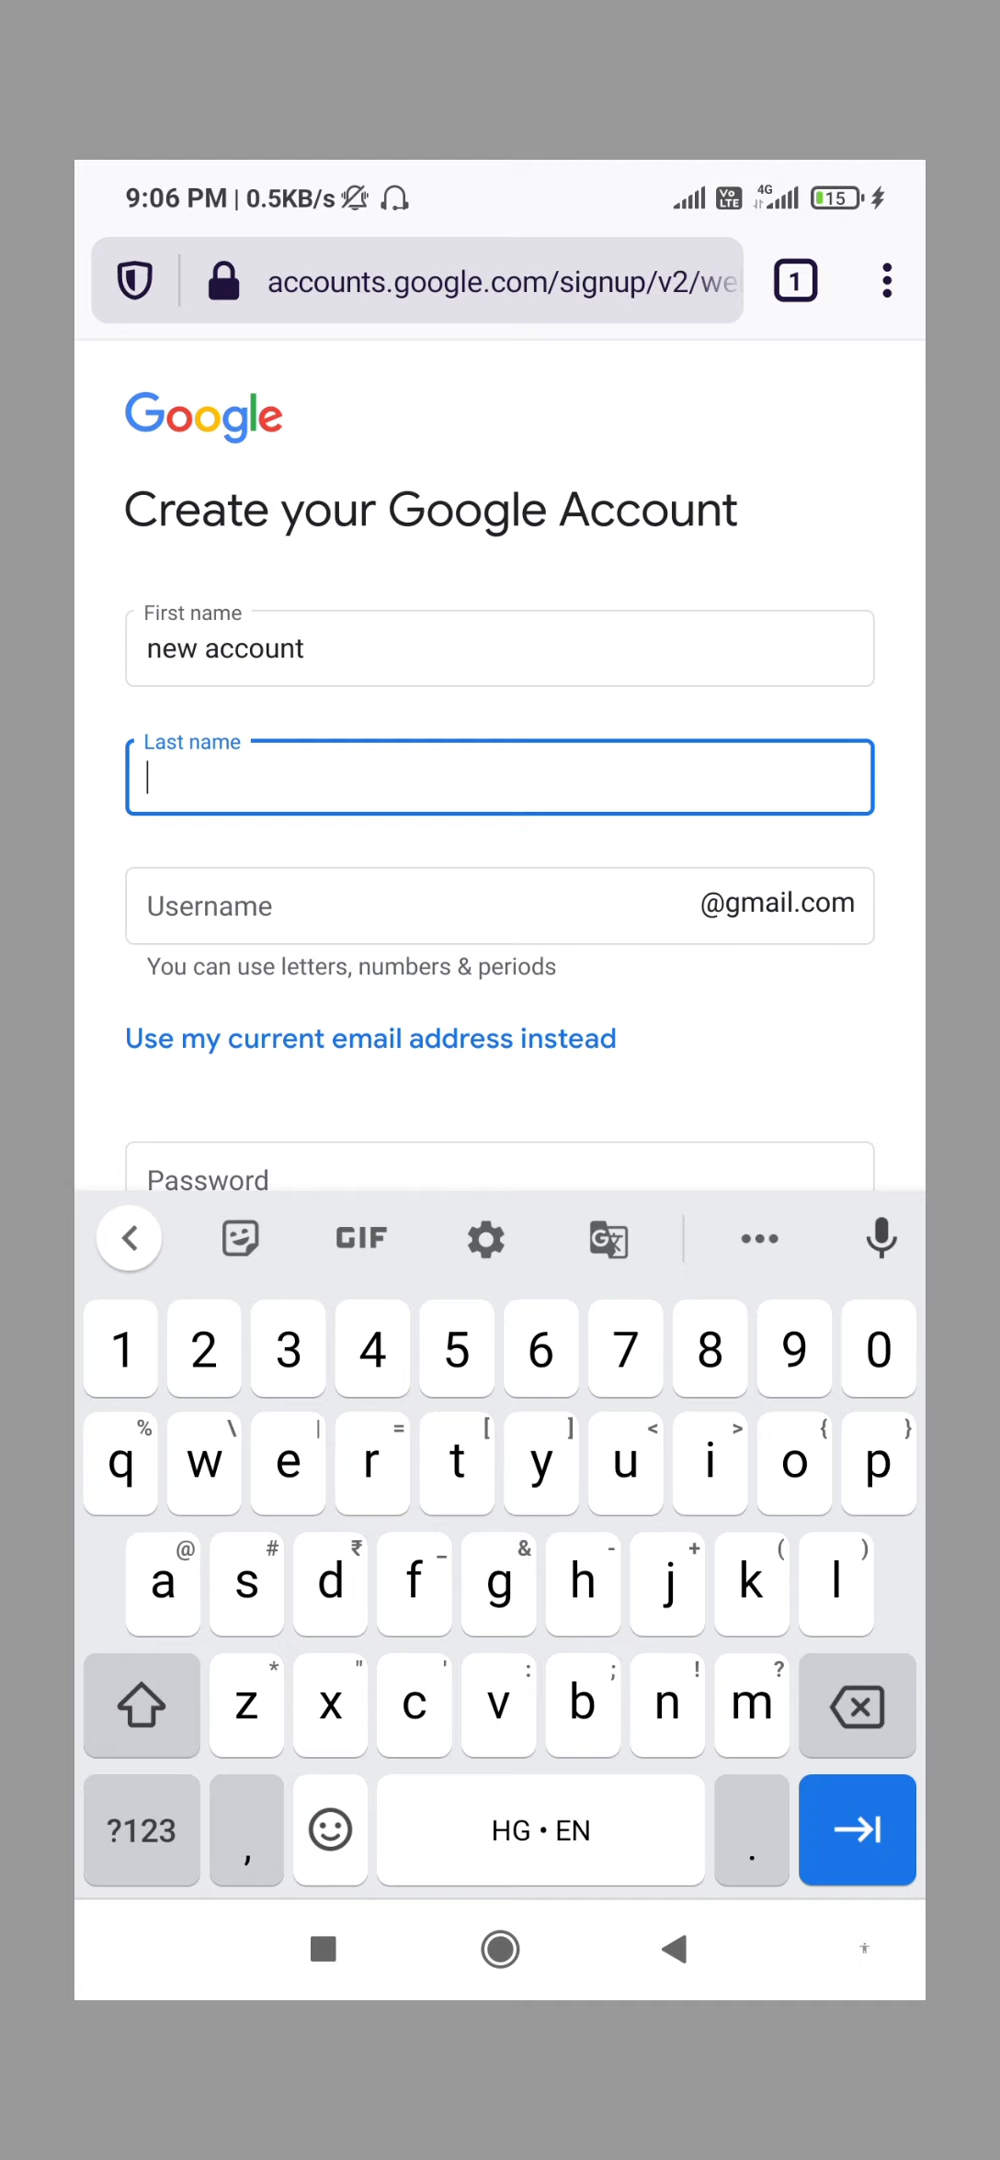 9:06 PM | 0.5KB/s
Vo
LTE
4G
15
accounts.google.com/signup/v2/we
1
Google
Create your Google Account
First name
new account
Last name
Username
@gmail.com
You can use letters, numbers & periods
Use my current email address instead
Password
GIF
G
1 2 3 4 5 6 7 8 9 0
% \ | = [ ] < > { }
q w e r t y u i o p
@ # ₹ _ & - + ( )
a s d f g h j k l
* " ' : ; ! ?
z x c v b n m
?123 , HG • EN .